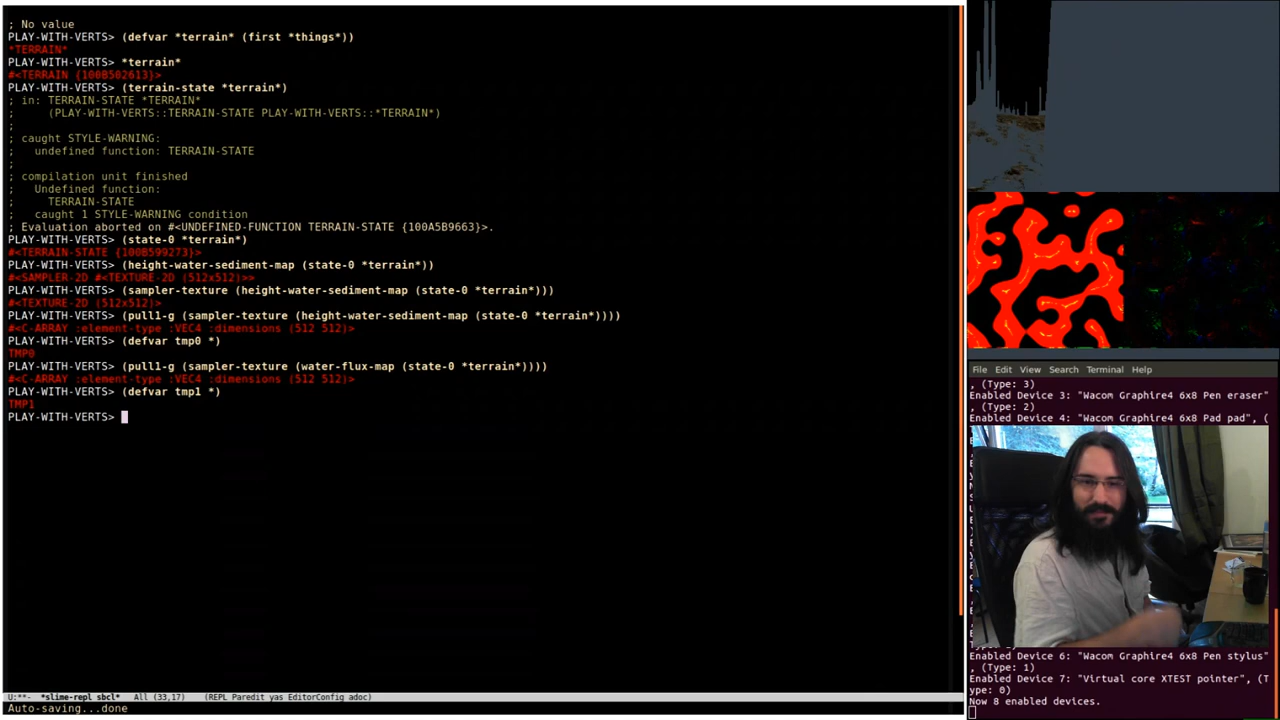 ; No value
PLAY-WITH-VERTS> (defvar *terrain* (first *things*))
*TERRAIN*
PLAY-WITH-VERTS> *terrain*
#<TERRAIN {100B502613}>
PLAY-WITH-VERTS> (terrain-state *terrain*)
; in: TERRAIN-STATE *TERRAIN*
;     (PLAY-WITH-VERTS::TERRAIN-STATE PLAY-WITH-VERTS::*TERRAIN*)
;
; caught STYLE-WARNING:
;   undefined function: TERRAIN-STATE
;
; compilation unit finished
;   Undefined function:
;     TERRAIN-STATE
;   caught 1 STYLE-WARNING condition
; Evaluation aborted on #<UNDEFINED-FUNCTION TERRAIN-STATE {100A5B9663}>.
PLAY-WITH-VERTS> (state-0 *terrain*)
#<TERRAIN-STATE {100B599273}>
PLAY-WITH-VERTS> (height-water-sediment-map (state-0 *terrain*))
#<SAMPLER-2D #<TEXTURE-2D (512x512)>>
PLAY-WITH-VERTS> (sampler-texture (height-water-sediment-map (state-0 *terrain*)))
#<TEXTURE-2D (512x512)>
PLAY-WITH-VERTS> (pull1-g (sampler-texture (height-water-sediment-map (state-0 *terrain*))))
#<C-ARRAY :element-type :VEC4 :dimensions (512 512)>
PLAY-WITH-VERTS> (defvar tmp0 *)
TMP0
PLAY-WITH-VERTS> (pull1-g (sampler-texture (water-flux-map (state-0 *terrain*))))
#<C-ARRAY :element-type :VEC4 :dimensions (512 512)>
PLAY-WITH-VERTS> (defvar tmp1 *)
TMP1
PLAY-WITH-VERTS>
U:**-  *slime-repl sbcl*   All (33,17)     (REPL Paredit yas EditorConfig adoc)
Auto-saving...done
File Edit View Search Terminal Help
, (Type: 3)
Enabled Device 3: "Wacom Graphire4 6x8 Pen eraser"
, (Type: 2)
Enabled Device 4: "Wacom Graphire4 6x8 Pad pad", (
Enabled Device 6: "Wacom Graphire4 6x8 Pen stylus"
, (Type: 1)
Enabled Device 7: "Virtual core XTEST pointer", (T
ype: 0)
Now 8 enabled devices.